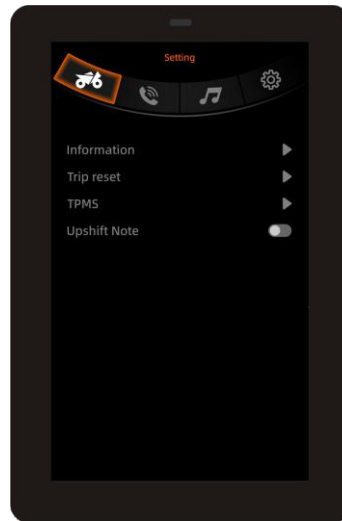 Setting
Information
Trip reset
TPMS
Upshift Note